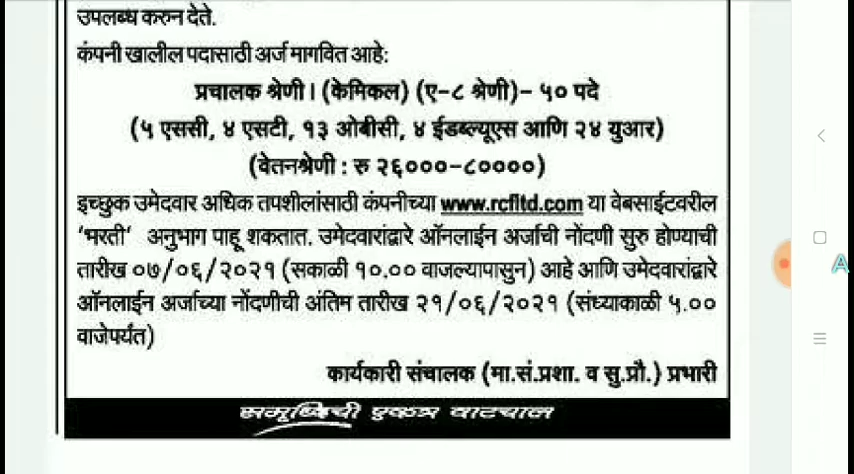 उपलब्ध करुन देते.
कंपनी खालील पदासाठी अर्ज मागवित आहे:
प्रचालक श्रेणी I (केमिकल) (ए-८ श्रेणी)- ५० पदे
(५ एससी, ४ एसटी, १३ ओबीसी, ४ ईडब्ल्यूएस आणि २४ युआर)
(वेतनश्रेणी : रु २६०००-८००००)
इच्छुक उमेदवार अधिक तपशीलांसाठी कंपनीच्या www.rcfltd.com या वेबसाईटवरील
'भरती' अनुभाग पाहू शकतात. उमेदवारांद्वारे ऑनलाईन अर्जाची नोंदणी सुरु होण्याची
तारीख ०७/०६/२०२१ (सकाळी १०.०० वाजल्यापासुन) आहे आणि उमेदवारांद्वारे
ऑनलाईन अर्जाच्या नोंदणीची अंतिम तारीख २१/०६/२०२१ (संध्याकाळी ५.००
वाजेपर्यंत)
कार्यकारी संचालक (मा.सं.प्रशा. व सु.प्रौ.) प्रभारी
समृध्दिची एकत्र वाटचाल
A